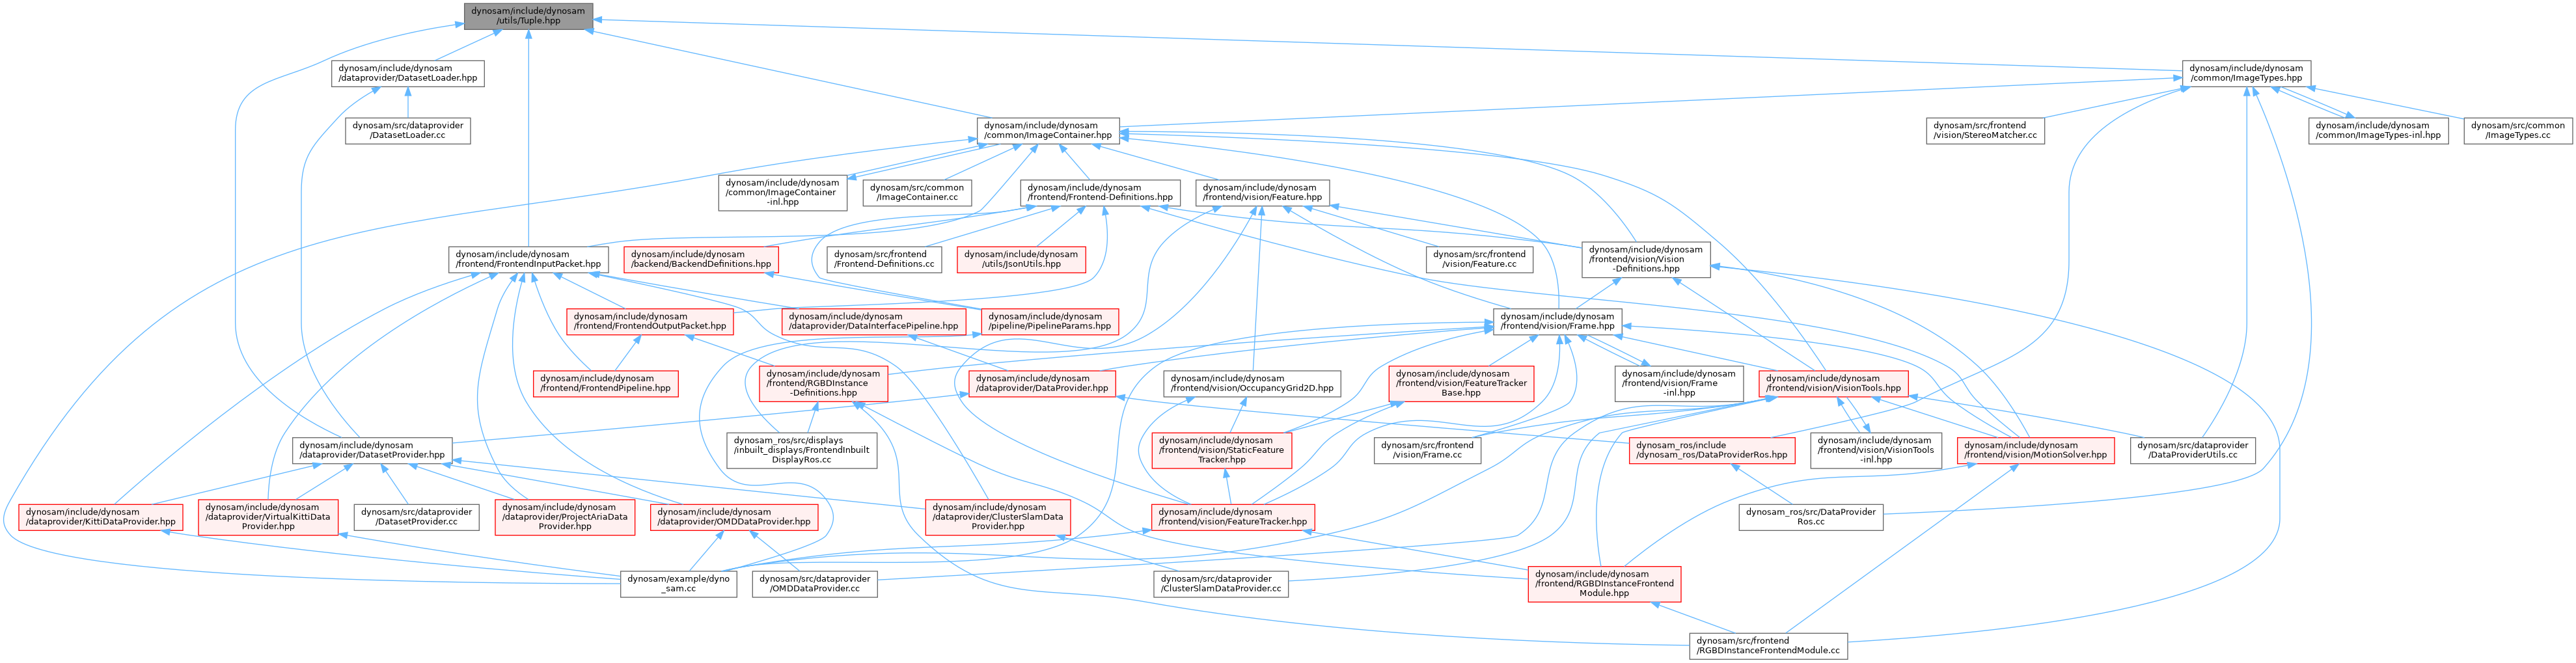 dynosam/include/dynosam
/utils/Tuple.hpp
dynosam/include/dynosam
/dataprovider/DatasetLoader.hpp
dynosam/include/dynosam
/common/ImageTypes.hpp
dynosam/src/dataprovider
/DatasetLoader.cc
dynosam/include/dynosam
/common/ImageContainer.hpp
dynosam/src/frontend
/vision/StereoMatcher.cc
dynosam/include/dynosam
/common/ImageTypes-inl.hpp
dynosam/src/common
/ImageTypes.cc
dynosam/include/dynosam
/common/ImageContainer
-inl.hpp
dynosam/src/common
/ImageContainer.cc
dynosam/include/dynosam
/frontend/Frontend-Definitions.hpp
dynosam/include/dynosam
/frontend/vision/Feature.hpp
dynosam/include/dynosam
/frontend/FrontendInputPacket.hpp
dynosam/include/dynosam
/backend/BackendDefinitions.hpp
dynosam/src/frontend
/Frontend-Definitions.cc
dynosam/include/dynosam
/utils/JsonUtils.hpp
dynosam/src/frontend
/vision/Feature.cc
dynosam/include/dynosam
/frontend/vision/Vision
-Definitions.hpp
dynosam/include/dynosam
/frontend/FrontendOutputPacket.hpp
dynosam/include/dynosam
/dataprovider/DataInterfacePipeline.hpp
dynosam/include/dynosam
/pipeline/PipelineParams.hpp
dynosam/include/dynosam
/frontend/vision/Frame.hpp
dynosam/include/dynosam
/frontend/FrontendPipeline.hpp
dynosam/include/dynosam
/frontend/RGBDInstance
-Definitions.hpp
dynosam/include/dynosam
/dataprovider/DataProvider.hpp
dynosam/include/dynosam
/frontend/vision/OccupancyGrid2D.hpp
dynosam/include/dynosam
/frontend/vision/FeatureTracker
Base.hpp
dynosam/include/dynosam
/frontend/vision/Frame
-inl.hpp
dynosam/include/dynosam
/frontend/vision/VisionTools.hpp
dynosam/include/dynosam
/dataprovider/DatasetProvider.hpp
dynosam_ros/src/displays
/inbuilt_displays/FrontendInbuilt
DisplayRos.cc
dynosam/include/dynosam
/frontend/vision/StaticFeature
Tracker.hpp
dynosam/src/frontend
/vision/Frame.cc
dynosam_ros/include
/dynosam_ros/DataProviderRos.hpp
dynosam/include/dynosam
/frontend/vision/VisionTools
-inl.hpp
dynosam/include/dynosam
/frontend/vision/MotionSolver.hpp
dynosam/src/dataprovider
/DataProviderUtils.cc
dynosam/include/dynosam
/dataprovider/KittiDataProvider.hpp
dynosam/include/dynosam
/dataprovider/VirtualKittiData
Provider.hpp
dynosam/src/dataprovider
/DatasetProvider.cc
dynosam/include/dynosam
/dataprovider/ProjectAriaData
Provider.hpp
dynosam/include/dynosam
/dataprovider/OMDDataProvider.hpp
dynosam/include/dynosam
/dataprovider/ClusterSlamData
Provider.hpp
dynosam/include/dynosam
/frontend/vision/FeatureTracker.hpp
dynosam_ros/src/DataProvider
Ros.cc
dynosam/example/dyno
_sam.cc
dynosam/src/dataprovider
/OMDDataProvider.cc
dynosam/src/dataprovider
/ClusterSlamDataProvider.cc
dynosam/include/dynosam
/frontend/RGBDInstanceFrontend
Module.hpp
dynosam/src/frontend
/RGBDInstanceFrontendModule.cc